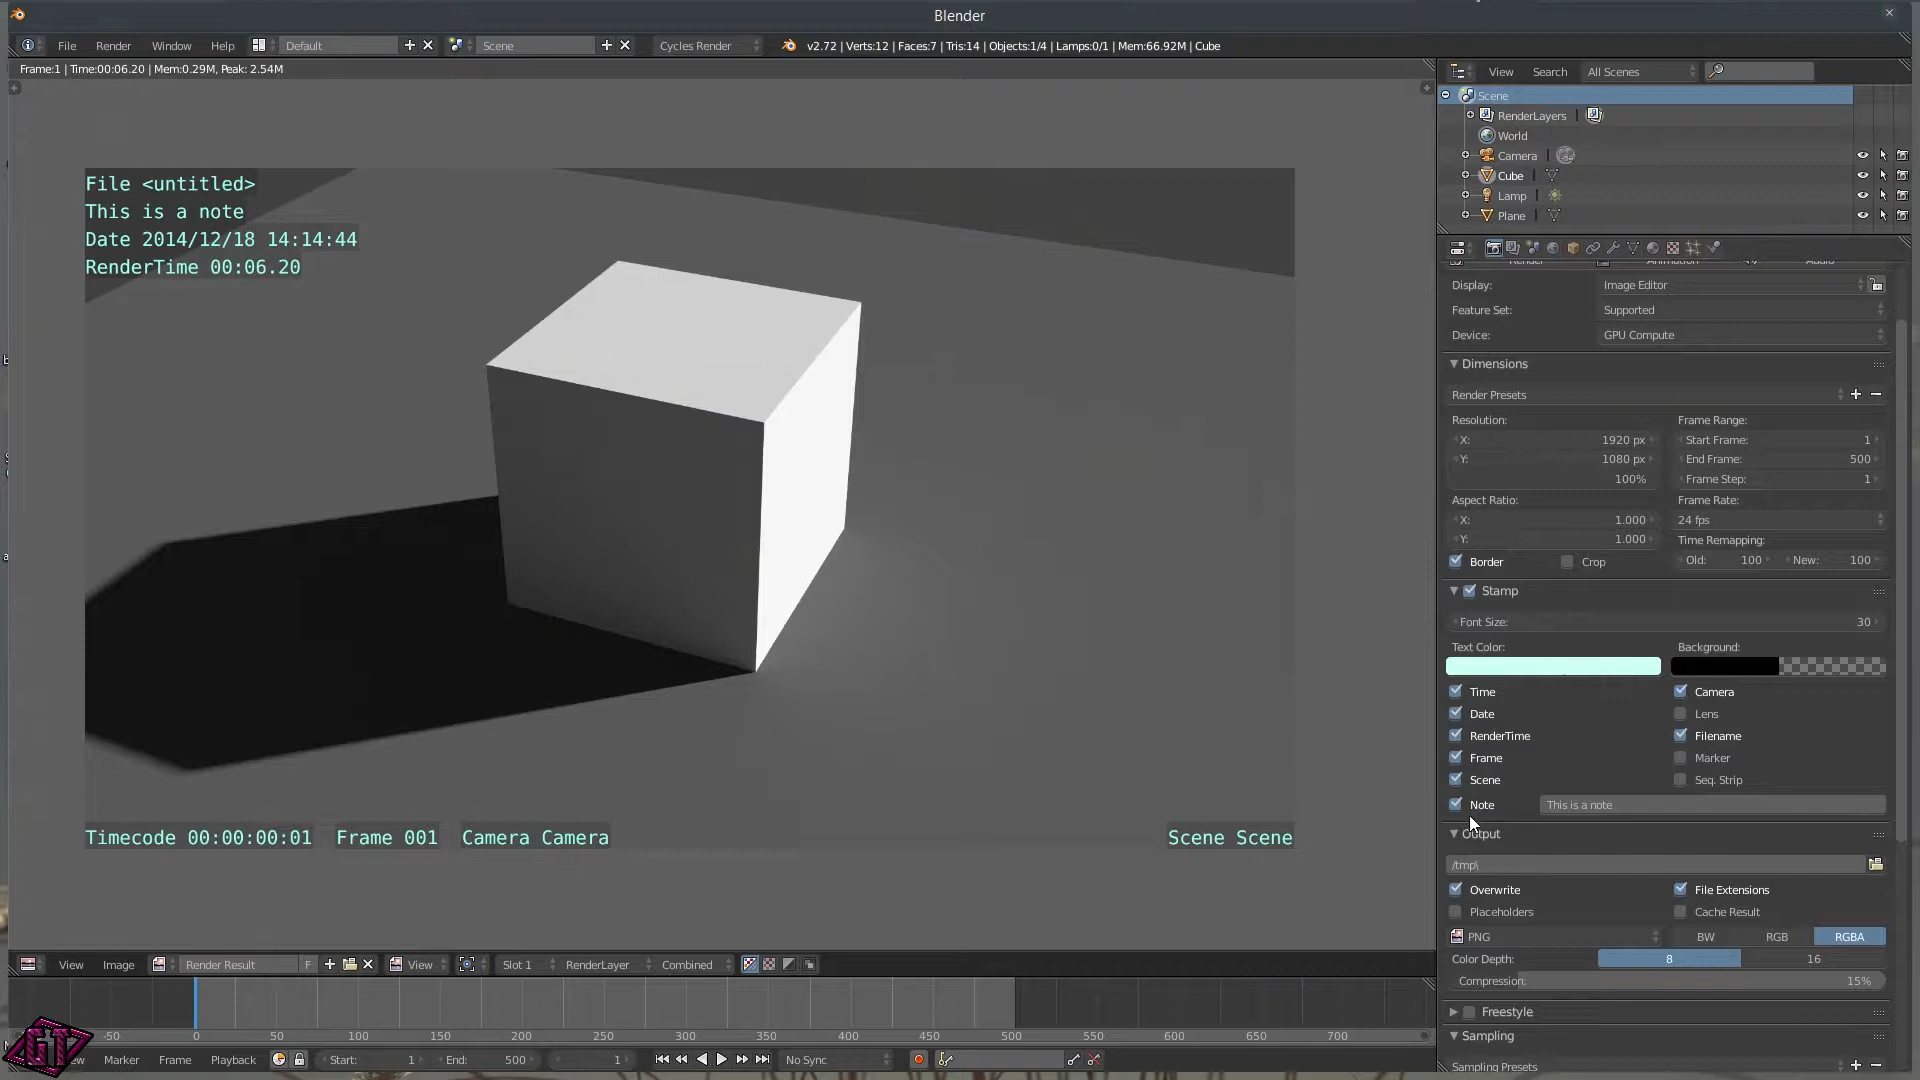 Blender
File Render Window Help Default Scene Cycles Render v2.72 | Verts:12 | Faces:7 | Tris:14 | Objects:1/4 | Lamps:0/1 | Mem:66.92M | Cube
Frame:1 | Time:00:06.20 | Mem:0.29M, Peak: 2.54M
View Search All Scenes
Scene
RenderLayers
World
Camera
Cube
Lamp
Plane
File <untitled>
This is a note
Date 2014/12/18 14:14:44
RenderTime 00:06.20
Timecode 00:00:00:01 Frame 001 Camera Camera Scene Scene
Render Animation Audio
Display: Image Editor
Feature Set: Supported
Device: GPU Compute
Dimensions
Render Presets
Resolution: Frame Range:
X: 1920 px Start Frame: 1
Y: 1080 px End Frame: 500
100% Frame Step: 1
Aspect Ratio: Frame Rate:
X: 1.000 24 fps
Y: 1.000 Time Remapping:
Border Crop Old: 100 New: 100
Stamp
Font Size: 30
Text Color: Background:
Time Camera
Date Lens
RenderTime Filename
Frame Marker
Scene Seq. Strip
Note This is a note
Output
/tmp\
Overwrite File Extensions
Placeholders Cache Result
PNG BW RGB RGBA
Color Depth: 8 16
Compression: 15%
Freestyle
Sampling
Sampling Presets
View Image Render Result F View Slot 1 RenderLayer Combined
-50 0 50 100 150 200 250 300 350 400 450 500 550 600 650 700
GT Marker Frame Playback Start: 1 End: 500 1 No Sync